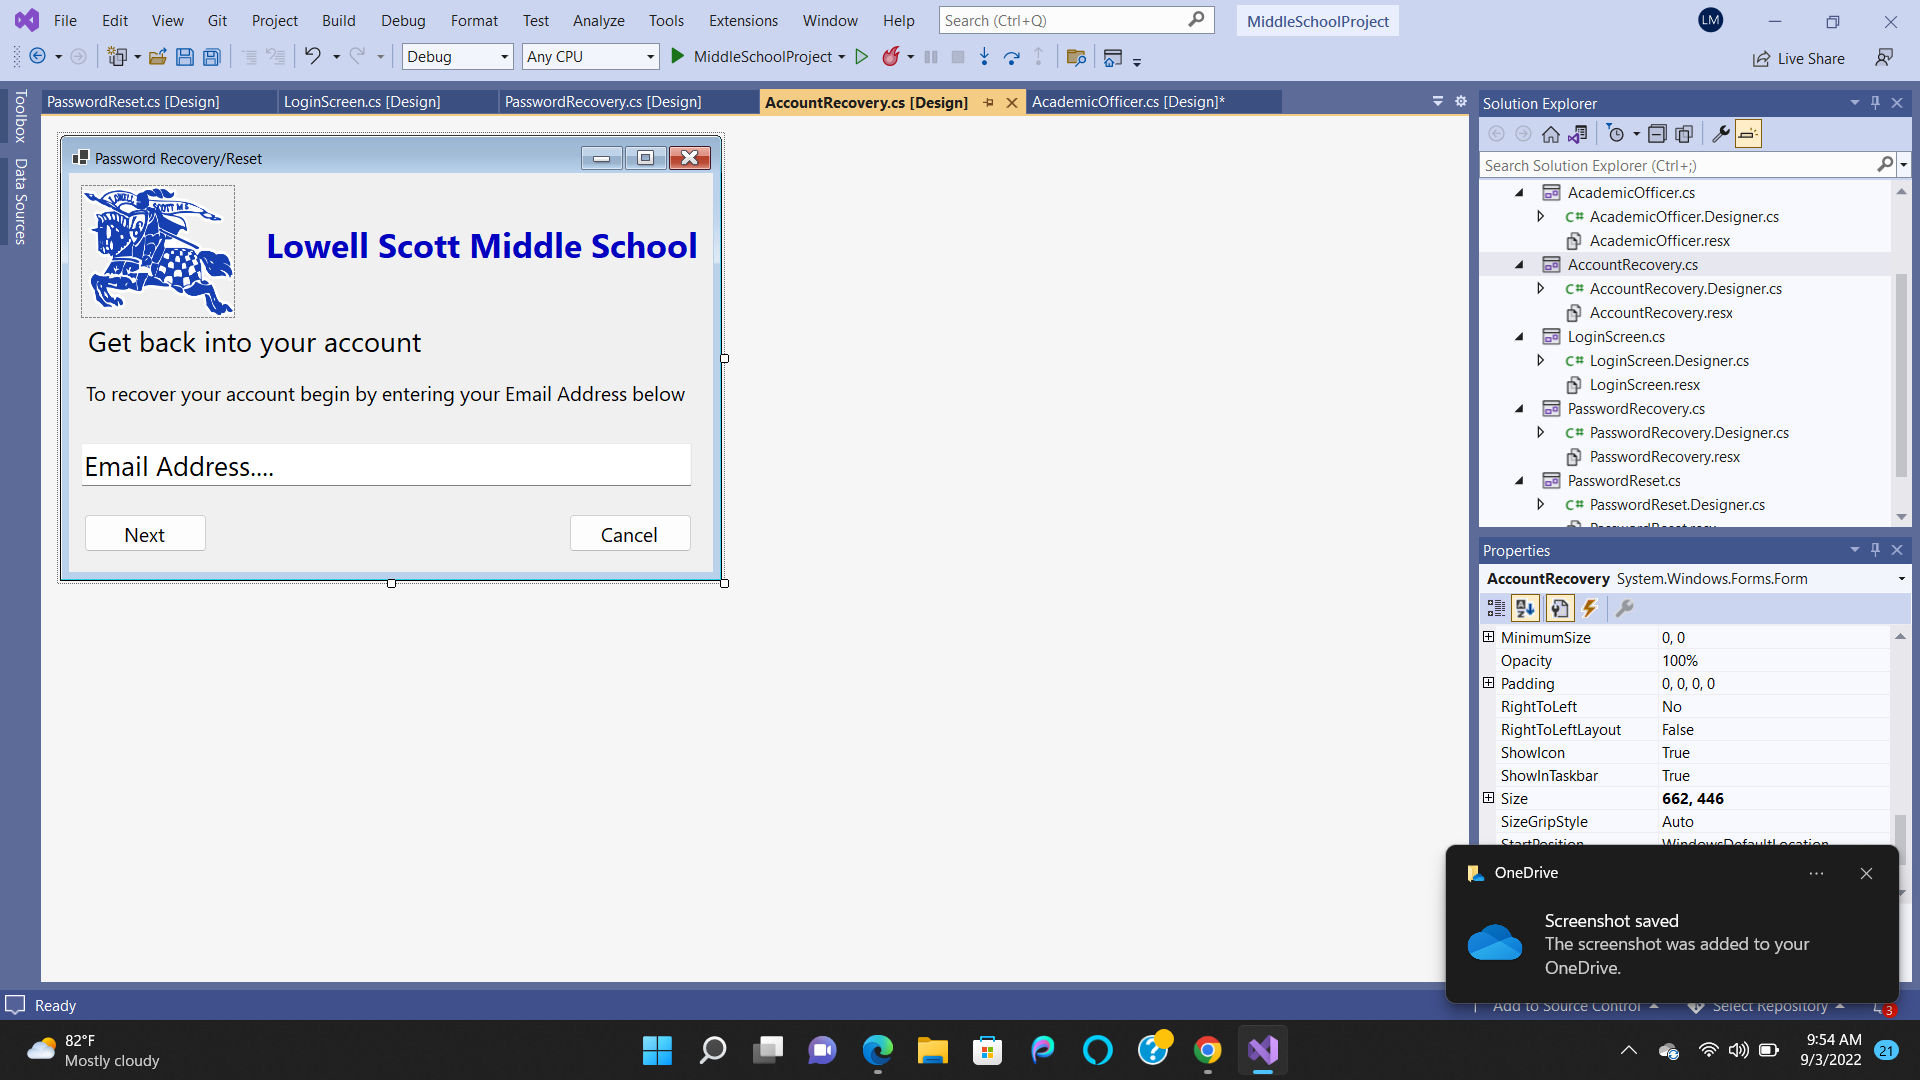 File Edit View Git Project Build Debug Format Test Analyze Tools Extensions Window Help Search (Ctrl+Q) MiddleSchoolProject LM
Debug Any CPU MiddleSchoolProject Live Share
PasswordReset.cs [Design] LoginScreen.cs [Design] PasswordRecovery.cs [Design] AccountRecovery.cs [Design] AcademicOfficer.cs [Design]*
Toolbox
Data Sources
Password Recovery/Reset
LOWELL SCOTT M S
Lowell Scott Middle School
Get back into your account
To recover your account begin by entering your Email Address below
Email Address....
Next Cancel
Solution Explorer
Search Solution Explorer (Ctrl+;)
AcademicOfficer.cs
C# AcademicOfficer.Designer.cs
AcademicOfficer.resx
AccountRecovery.cs
C# AccountRecovery.Designer.cs
AccountRecovery.resx
LoginScreen.cs
C# LoginScreen.Designer.cs
LoginScreen.resx
PasswordRecovery.cs
C# PasswordRecovery.Designer.cs
PasswordRecovery.resx
PasswordReset.cs
C# PasswordReset.Designer.cs
PasswordReset.resx
Properties
AccountRecovery System.Windows.Forms.Form
MinimumSize 0, 0
Opacity 100%
Padding 0, 0, 0, 0
RightToLeft No
RightToLeftLayout False
ShowIcon True
ShowInTaskbar True
Size 662, 446
SizeGripStyle Auto
StartPosition WindowsDefaultLocation
OneDrive
Screenshot saved
The screenshot was added to your
OneDrive.
Ready Add to Source Control Select Repository 3
82°F
Mostly cloudy
9:54 AM
9/3/2022 21